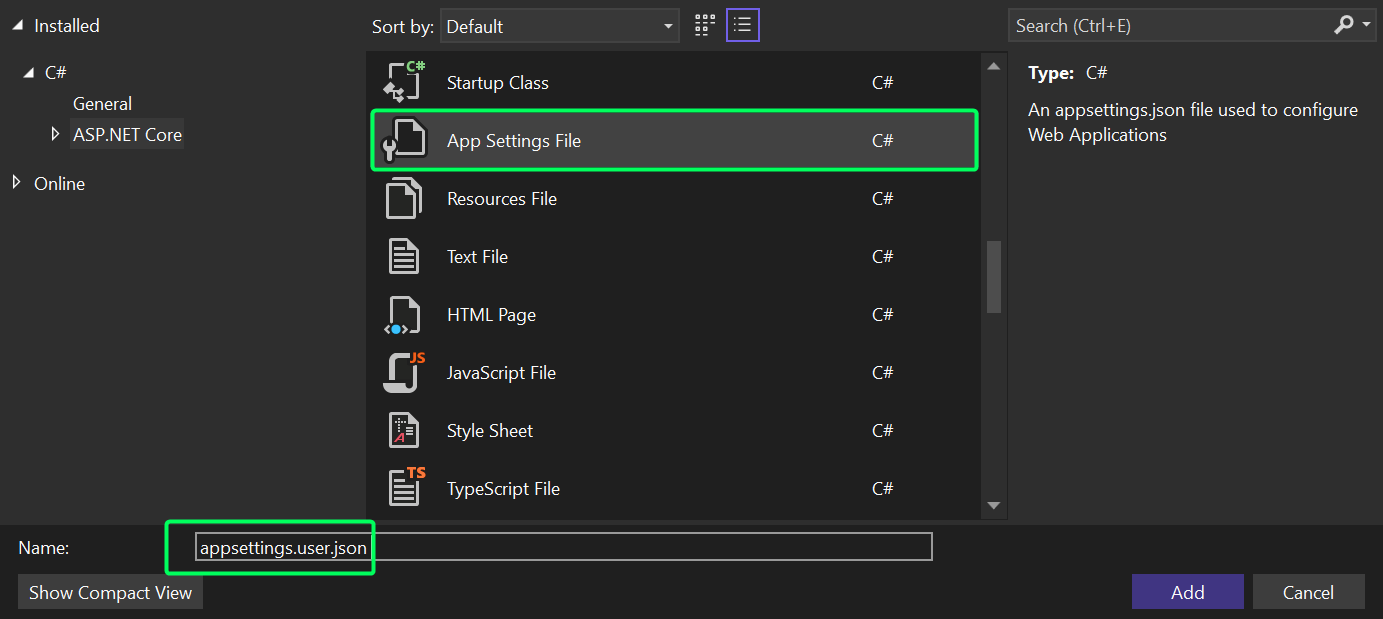 Installed
C#
General
ASP.NET Core
Online
Sort by: Default
Startup Class C#
App Settings File C#
Resources File C#
Text File C#
HTML Page C#
JavaScript File C#
Style Sheet C#
TypeScript File C#
Search (Ctrl+E)
Type: C#
An appsettings.json file used to configure
Web Applications
Name: appsettings.user.json
Show Compact View
Add
Cancel